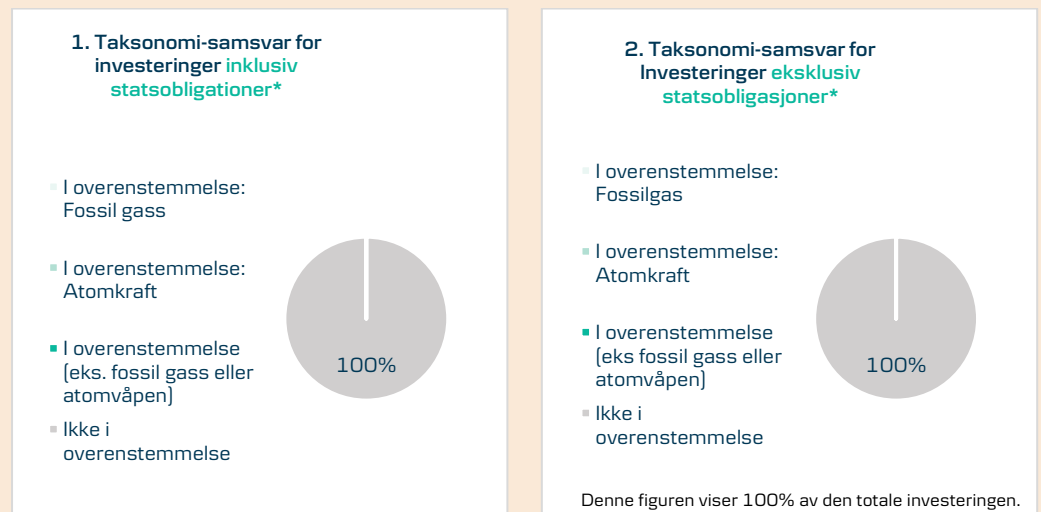 1. Taksonomi-samsvar for
investeringer inklusiv
statsobligationer*
I overenstemmelse:
Fossil gass
I overenstemmelse:
Atomkraft
I overenstemmelse
(eks. fossil gass eller
atomvåpen)
Ikke i
overenstemmelse
100%
2. Taksonomi-samsvar for
Investeringer eksklusiv
statsobligasjoner*
I overenstemmelse:
Fossilgas
I overenstemmelse:
Atomkraft
I overenstemmelse
(eks fossil gass eller
atomvåpen)
Ikke i
overenstemmelse
100%
Denne figuren viser 100% av den totale investeringen.